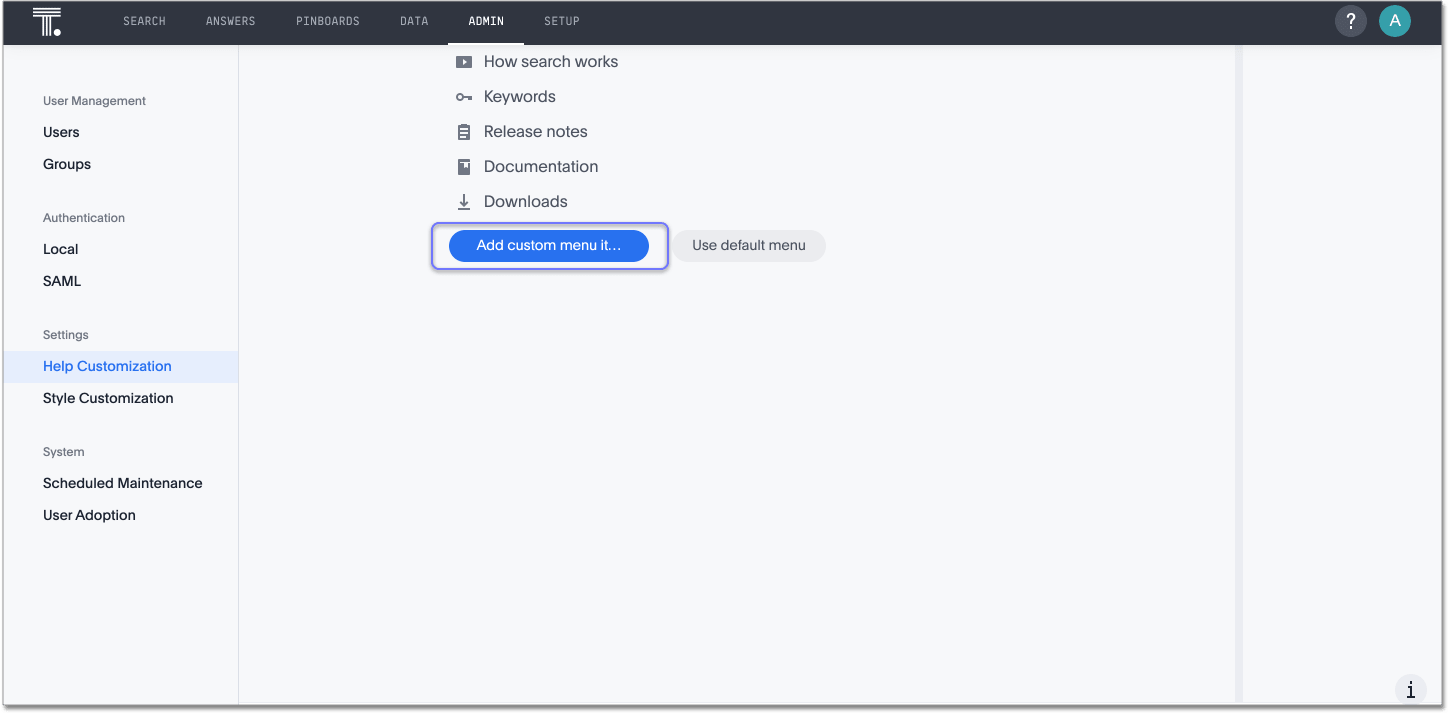 SEARCH ANSWERS PINBOARDS DATA ADMIN SETUP ? A
User Management
Users
Groups
Authentication
Local
SAML
Settings
Help Customization
Style Customization
System
Scheduled Maintenance
User Adoption
How search works
Keywords
Release notes
Documentation
Downloads
Add custom menu it... Use default menu
i